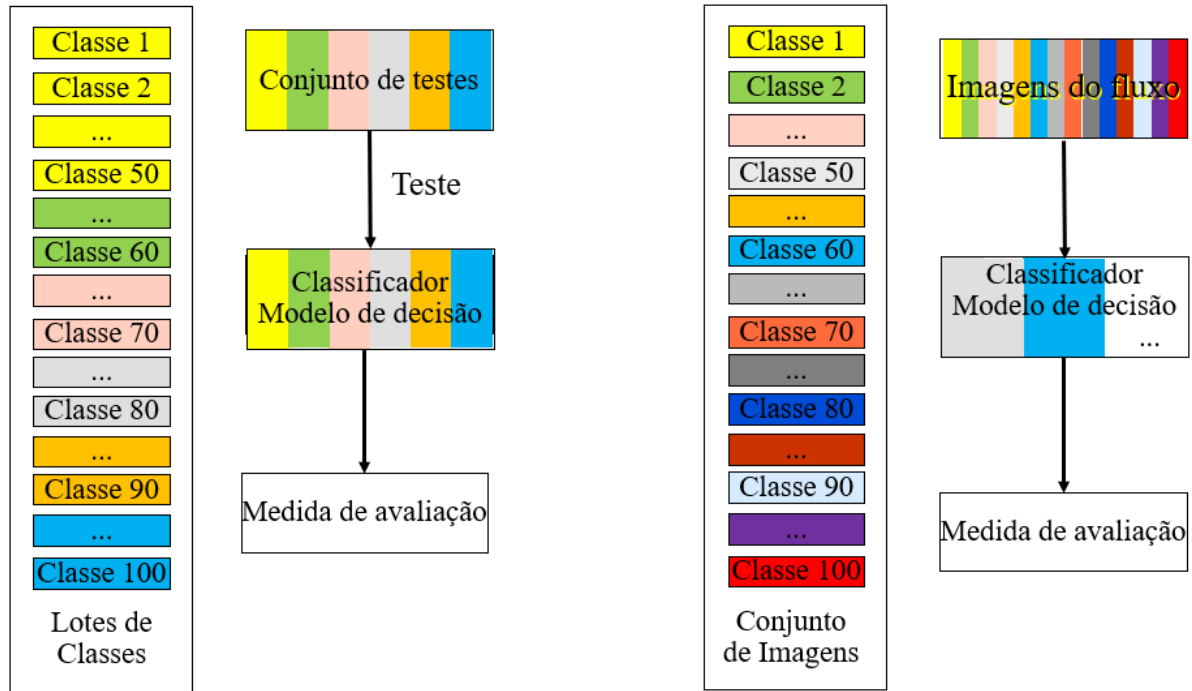 Classe 1
Classe 2
...
Classe 50
...
Classe 60
...
Classe 70
...
Classe 80
...
Classe 90
...
Classe 100
Lotes de
Classes
Conjunto de testes
Teste
Classificador
Modelo de decisão
Medida de avaliação
Classe 1
Classe 2
...
Classe 50
...
Classe 60
...
Classe 70
...
Classe 80
...
Classe 90
...
Classe 100
Conjunto
de Imagens
Imagens do fluxo
Classificador
Modelo de decisão
...
Medida de avaliação